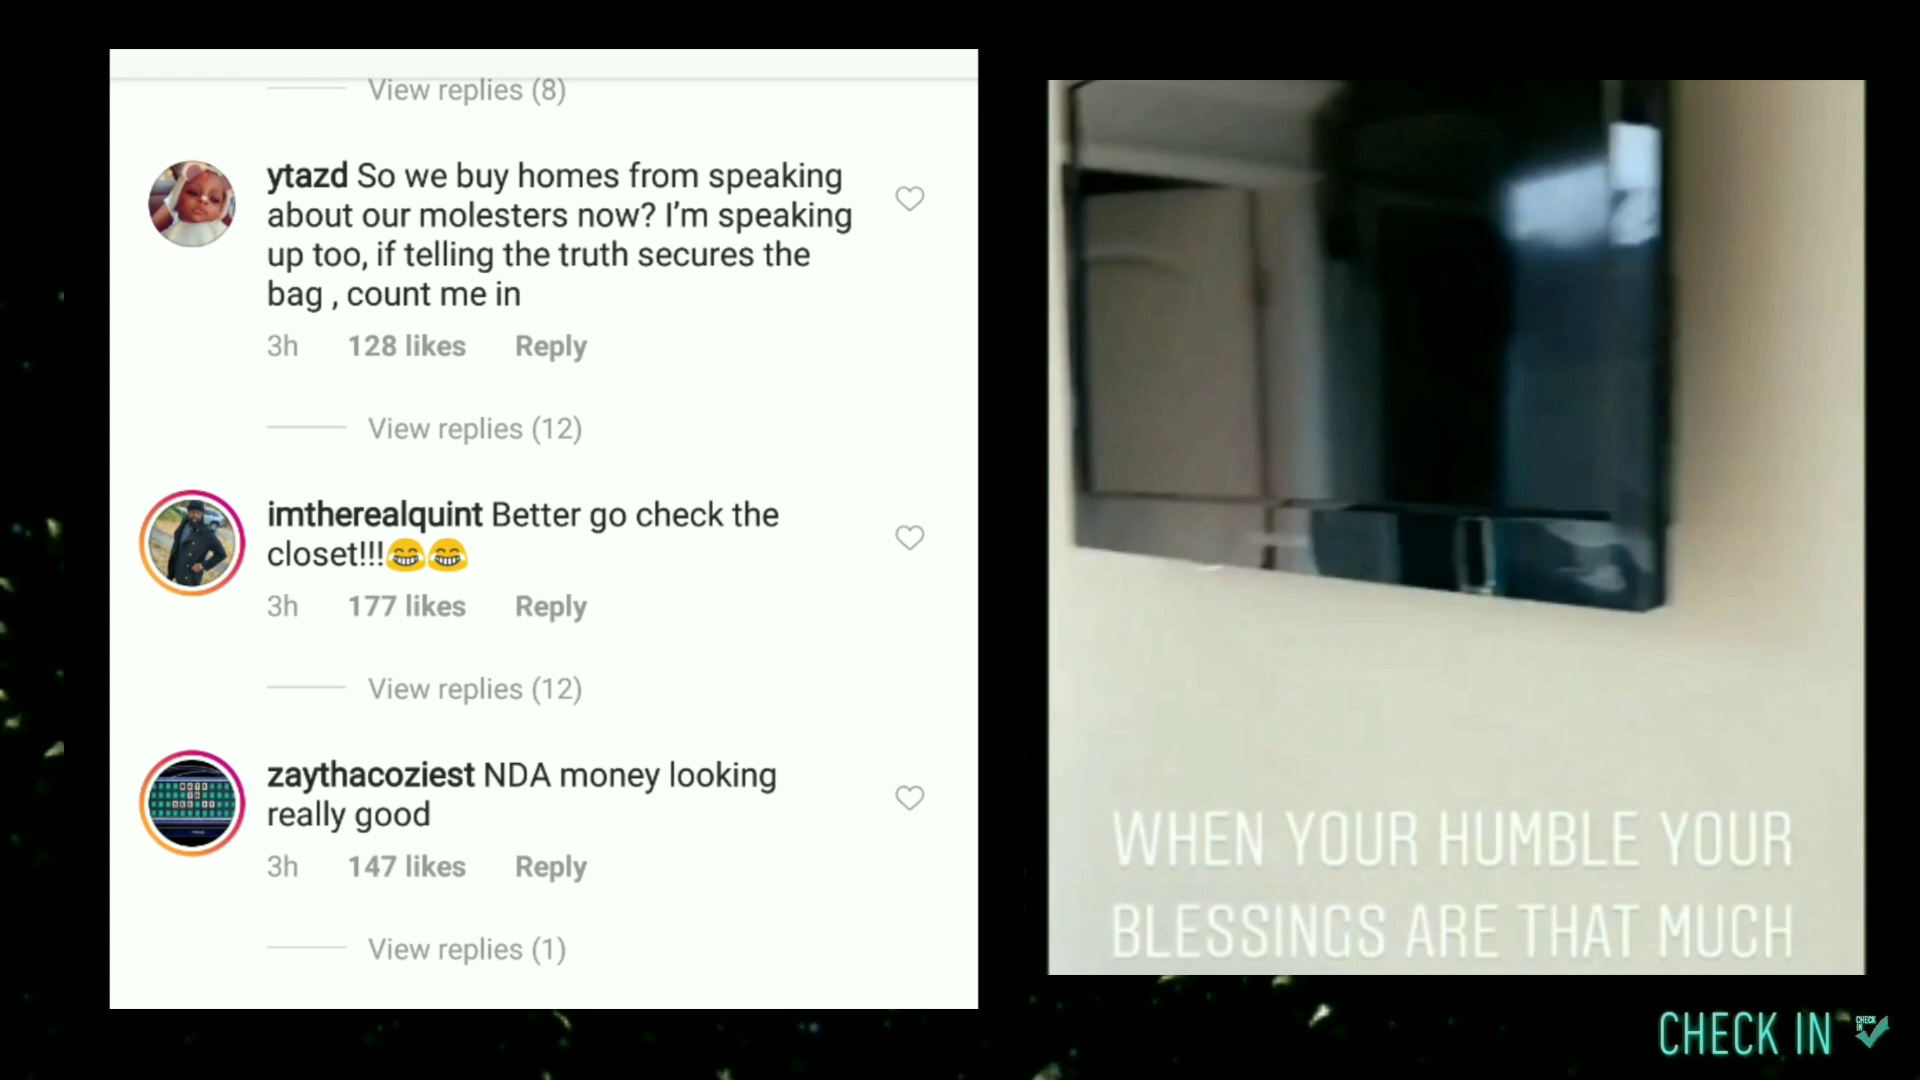 View replies (8)
ytazd So we buy homes from speaking
about our molesters now? I'm speaking
up too, if telling the truth secures the
bag , count me in
3h 128 likes Reply
View replies (12)
imtherealquint Better go check the
closet!!!😂😂
3h 177 likes Reply
View replies (12)
zaythacoziest NDA money looking
really good
3h 147 likes Reply
View replies (1)
WHEN YOUR HUMBLE YOUR
BLESSINGS ARE THAT MUCH
CHECK IN
CHECK
IN